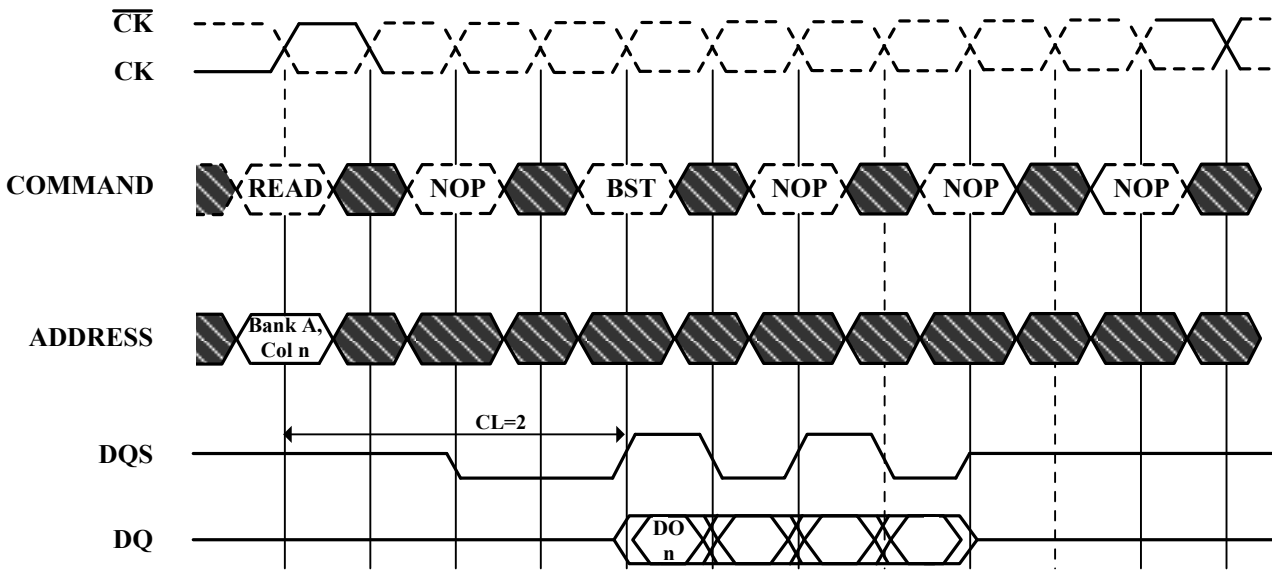 CK
CK
COMMAND READ NOP BST NOP NOP NOP
ADDRESS Bank A,
Col n
CL=2
DQS
DQ DO
n